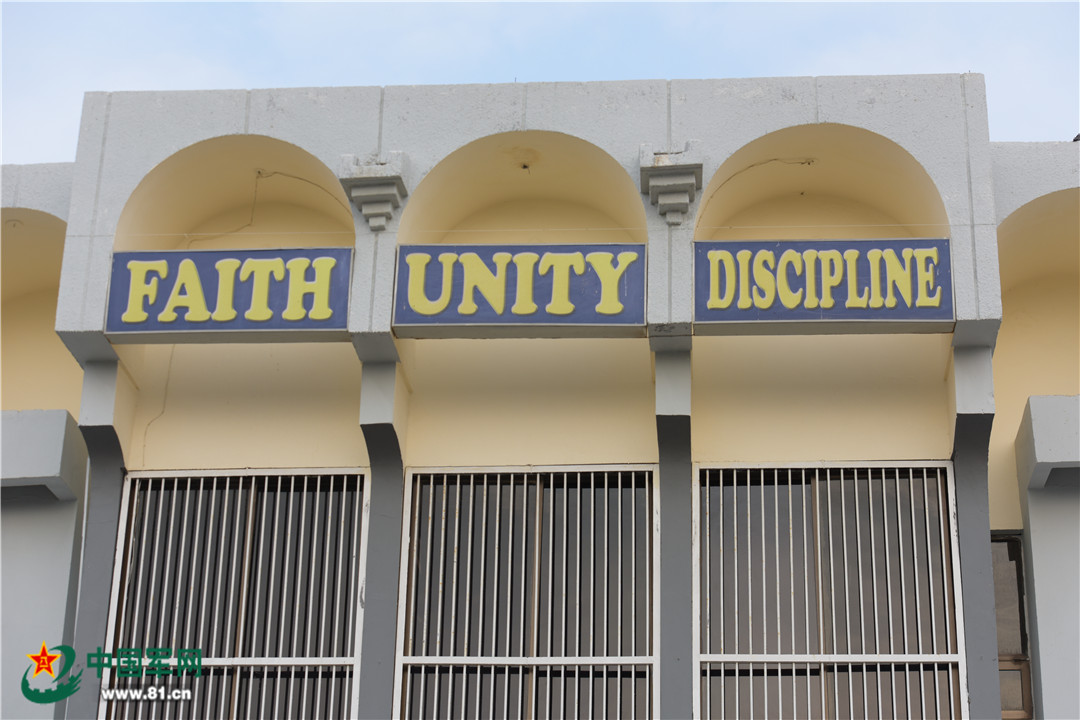 FAITH UNITY DISCIPLINE
中国军网
www.81.cn